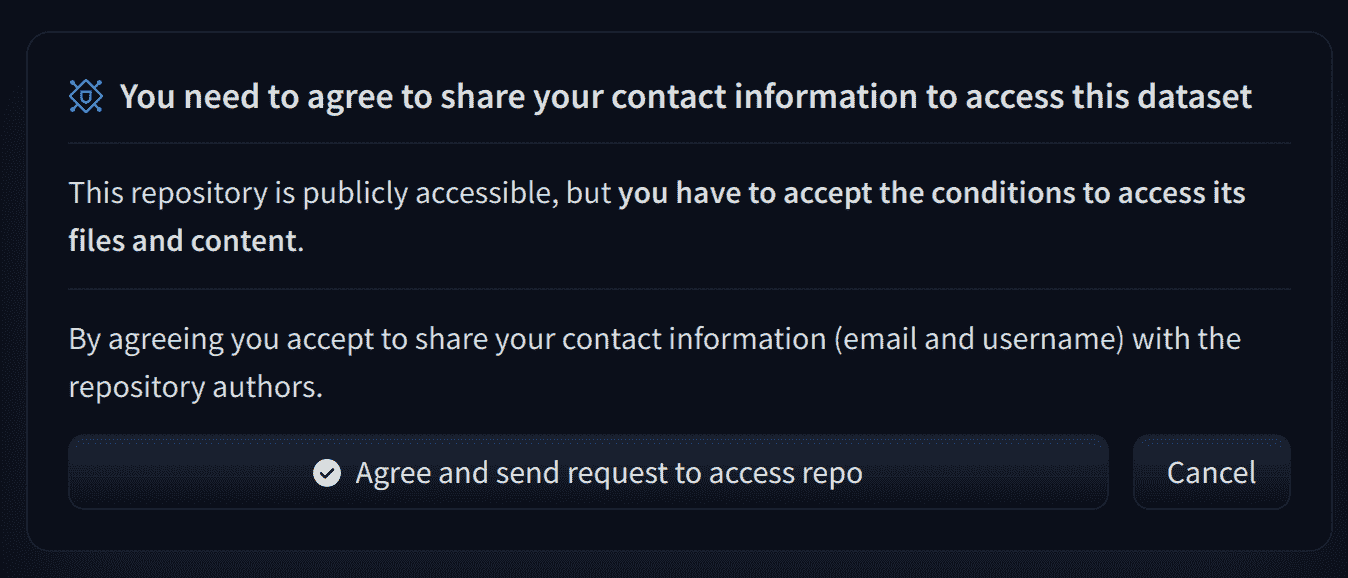 You need to agree to share your contact information to access this dataset
This repository is publicly accessible, but you have to accept the conditions to access its
files and content.
By agreeing you accept to share your contact information (email and username) with the
repository authors.
Agree and send request to access repo
Cancel